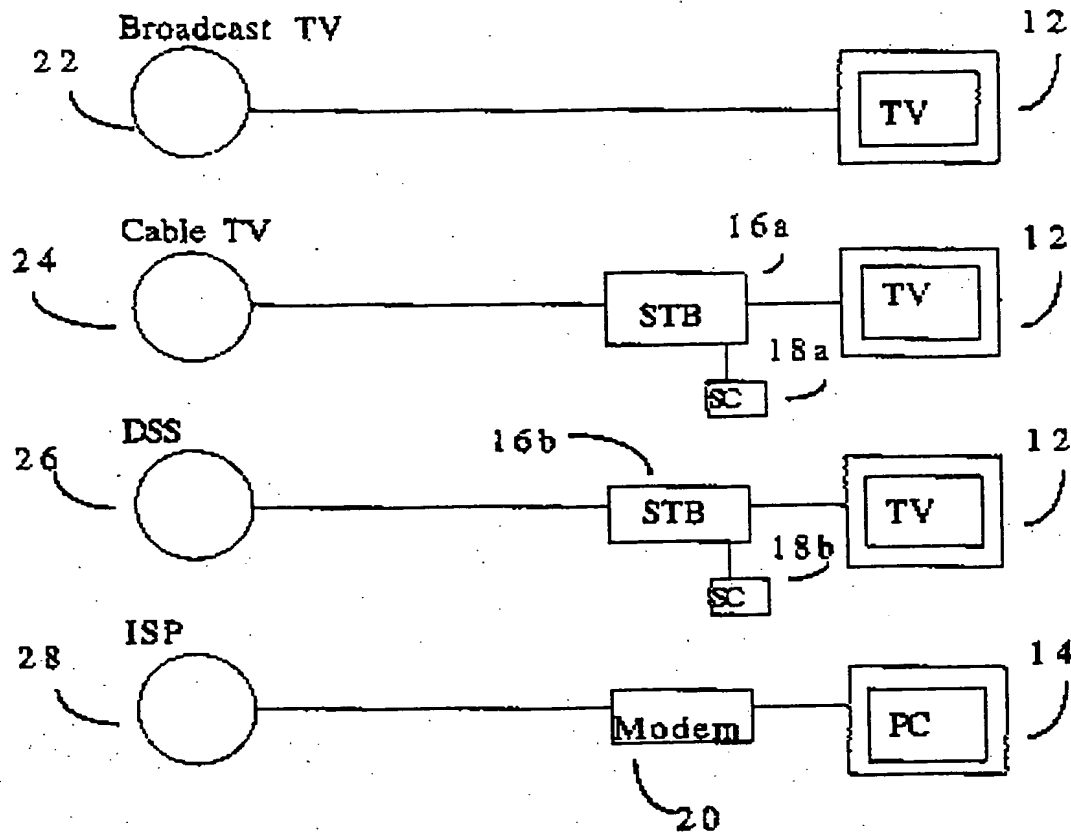 Broadcast TV
22
12
TV
Cable TV
24
16a
12
STB
TV
18a
SC
DSS
26
16b
12
STB
TV
18b
SC
ISP
28
14
Modem
PC
20